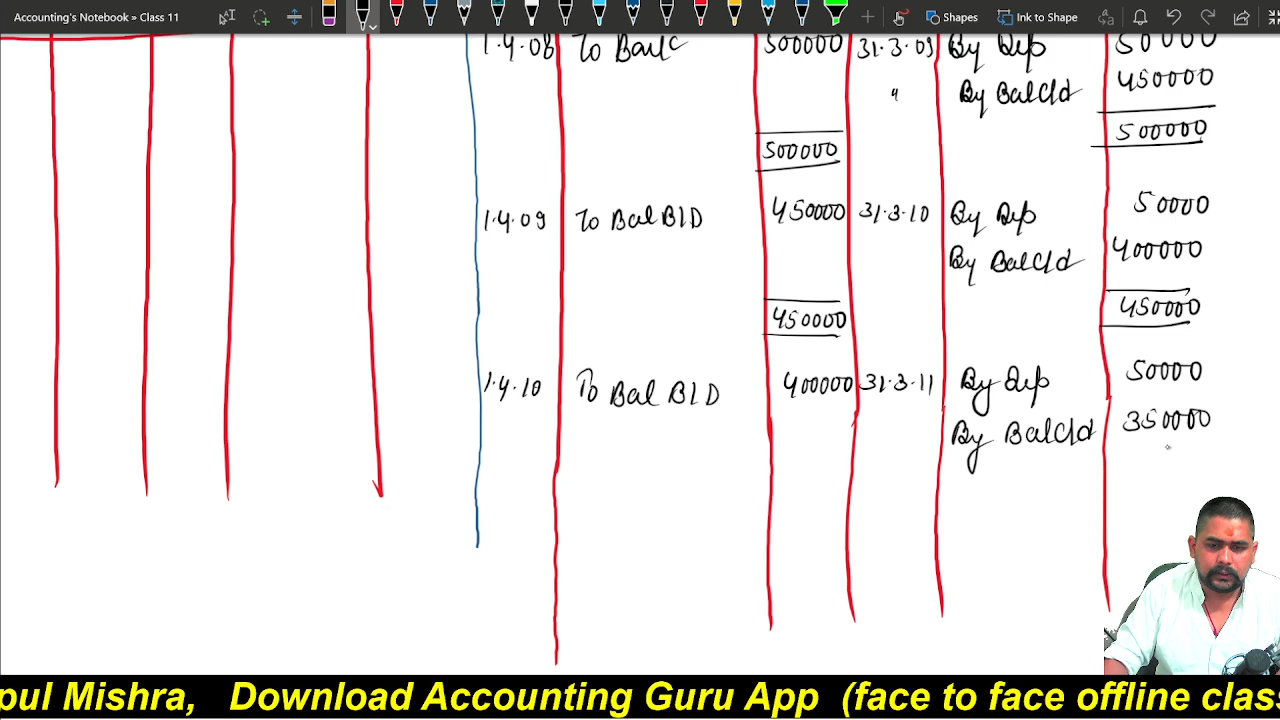 Accounting's Notebook » Class 11
Shapes
Ink to Shape
1.4.08 To Bank 500000 31.3.09 By Dep 50000
" By Bal C/d 450000
500000 500000
1.4.09 To Bal B/D 450000 31.3.10 By Dep 50000
By Bal C/d 400000
450000 450000
1.4.10 To Bal B/D 400000 31.3.11 By Dep 50000
By Bal C/d 350000
pul Mishra, Download Accounting Guru App (face to face offline clas